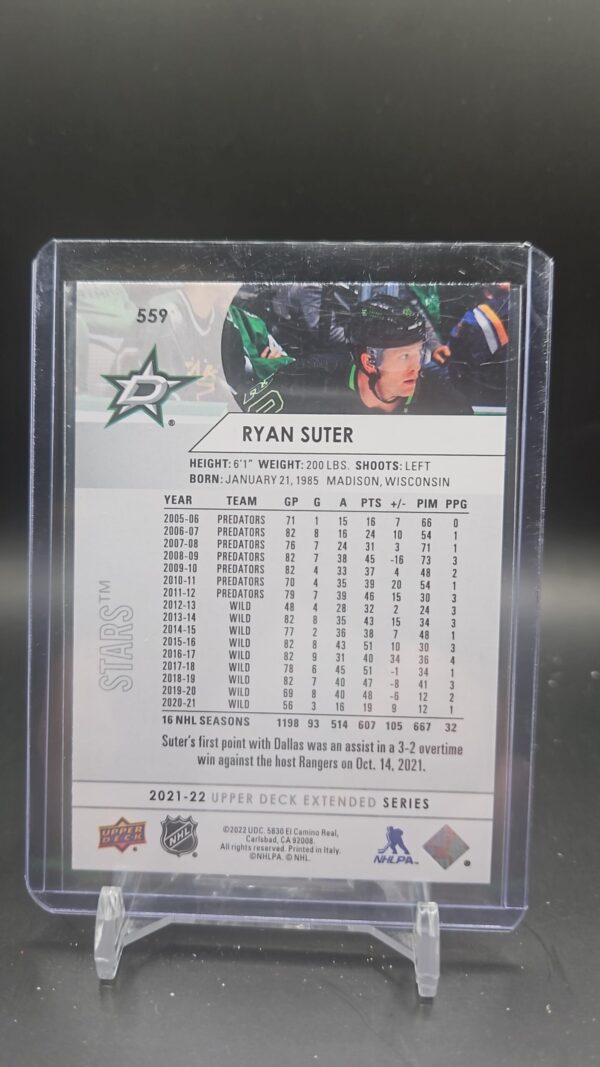 559
D
®
RYAN SUTER
HEIGHT: 6'1" WEIGHT: 200 LBS. SHOOTS: LEFT
BORN: JANUARY 21, 1985 MADISON, WISCONSIN
YEAR TEAM GP G A PTS +/- PIM PPG
2005-06 PREDATORS 71 1 15 16 7 66 0
2006-07 PREDATORS 82 8 16 24 10 54 1
2007-08 PREDATORS 76 7 24 31 3 71 1
2008-09 PREDATORS 82 7 38 45 -16 73 3
2009-10 PREDATORS 82 4 33 37 4 48 2
2010-11 PREDATORS 70 4 35 39 20 54 1
2011-12 PREDATORS 79 7 39 46 15 30 3
2012-13 WILD 48 4 28 32 2 24 3
2013-14 WILD 82 8 35 43 15 34 3
2014-15 WILD 77 2 36 38 7 48 1
2015-16 WILD 82 8 43 51 10 30 3
2016-17 WILD 82 9 31 40 34 36 4
2017-18 WILD 78 6 45 51 -1 34 1
2018-19 WILD 82 7 40 47 -8 41 3
2019-20 WILD 69 8 40 48 -6 12 2
2020-21 WILD 56 3 16 19 9 12 1
16 NHL SEASONS 1198 93 514 607 105 667 32
STARS™
Suter's first point with Dallas was an assist in a 3-2 overtime
win against the host Rangers on Oct. 14, 2021.
2021-22 UPPER DECK EXTENDED SERIES
UPPER DECK
NHL
©2022 UDC. 5830 El Camino Real,
Carlsbad, CA 92008.
All rights reserved. Printed in Italy.
©NHLPA. © NHL.
NHLPA™
®